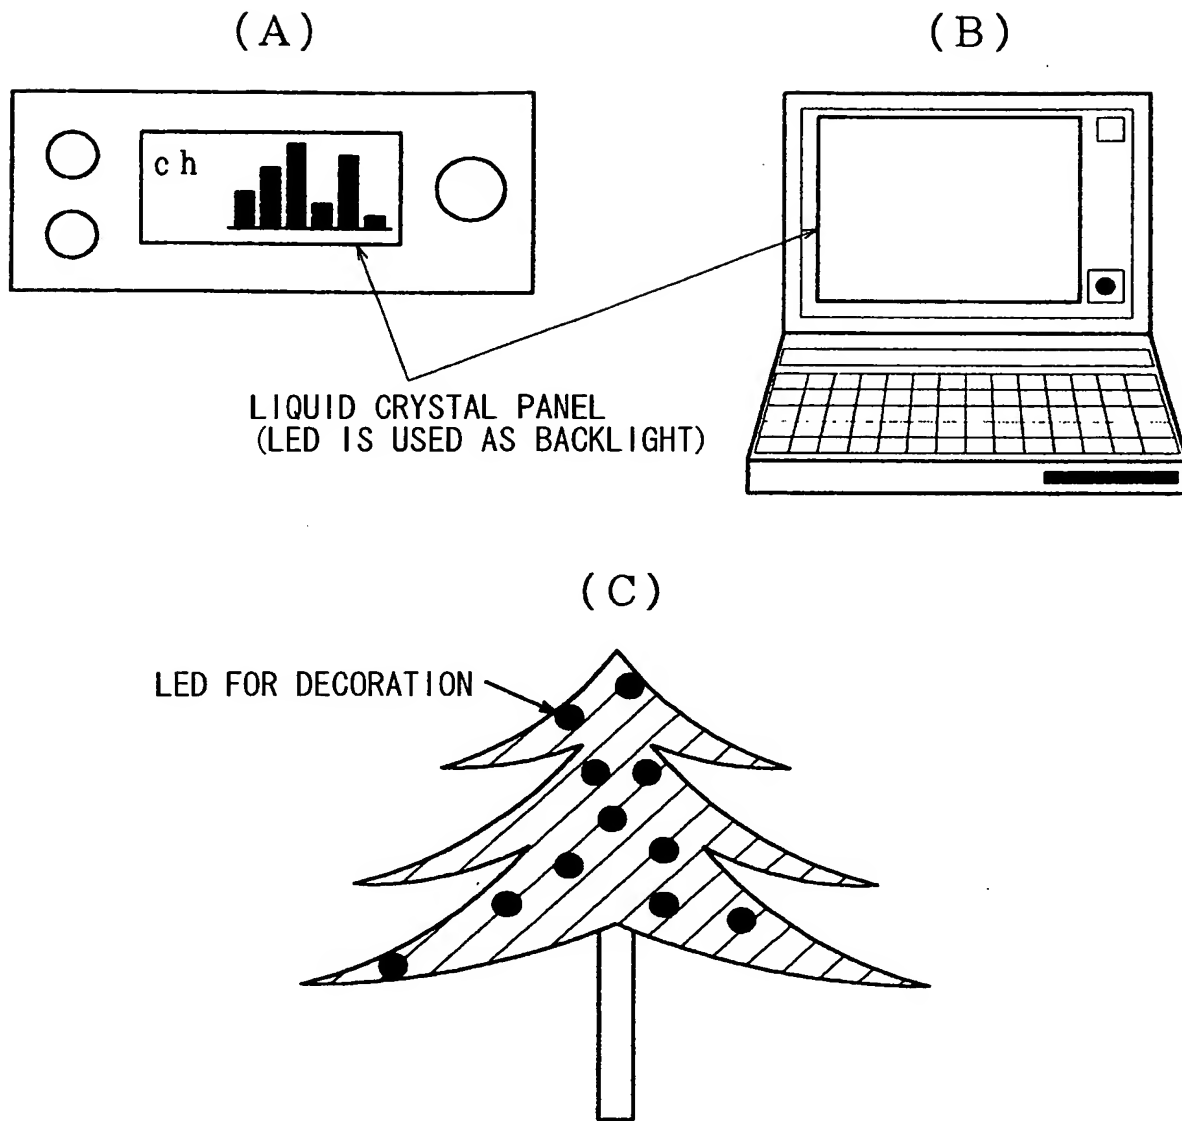 (A)
(B)
ch
LIQUID CRYSTAL PANEL
(LED IS USED AS BACKLIGHT)
(C)
LED FOR DECORATION